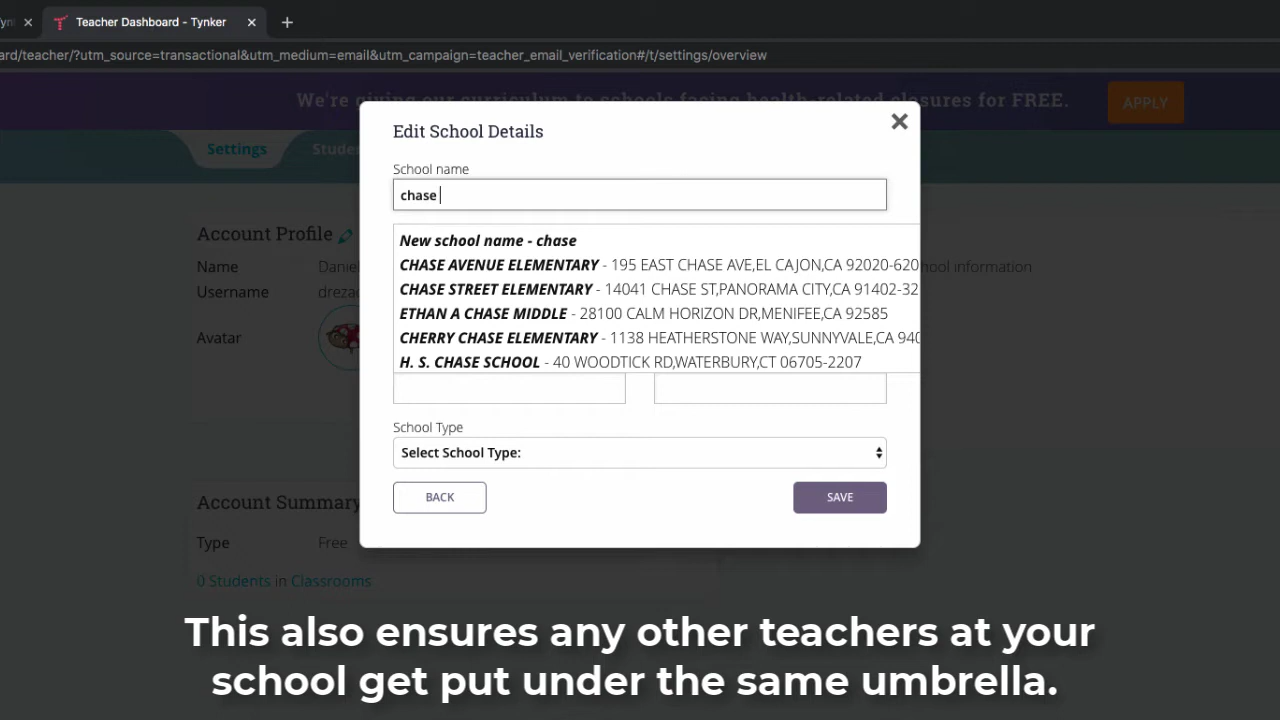 Teacher Dashboard - Tynker
ard/teacher/?utm_source=transactional&utm_medium=email&utm_campaign=teacher_email_verification#/t/settings/overview
We're giving our curriculum to schools facing health-related closures for FREE.
APPLY
Settings
Edit School Details
School name
chase
New school name - chase
CHASE AVENUE ELEMENTARY - 195 EAST CHASE AVE,EL CAJON,CA 92020-620
CHASE STREET ELEMENTARY - 14041 CHASE ST,PANORAMA CITY,CA 91402-32
ETHAN A CHASE MIDDLE - 28100 CALM HORIZON DR,MENIFEE,CA 92585
CHERRY CHASE ELEMENTARY - 1138 HEATHERSTONE WAY,SUNNYVALE,CA 940
H. S. CHASE SCHOOL - 40 WOODTICK RD,WATERBURY,CT 06705-2207
School Type
Select School Type:
BACK
SAVE
Account Profile
Name Danie
Username dreza
Avatar
hool information
Account Summary
Type Free
0 Students in Classrooms
This also ensures any other teachers at your
school get put under the same umbrella.